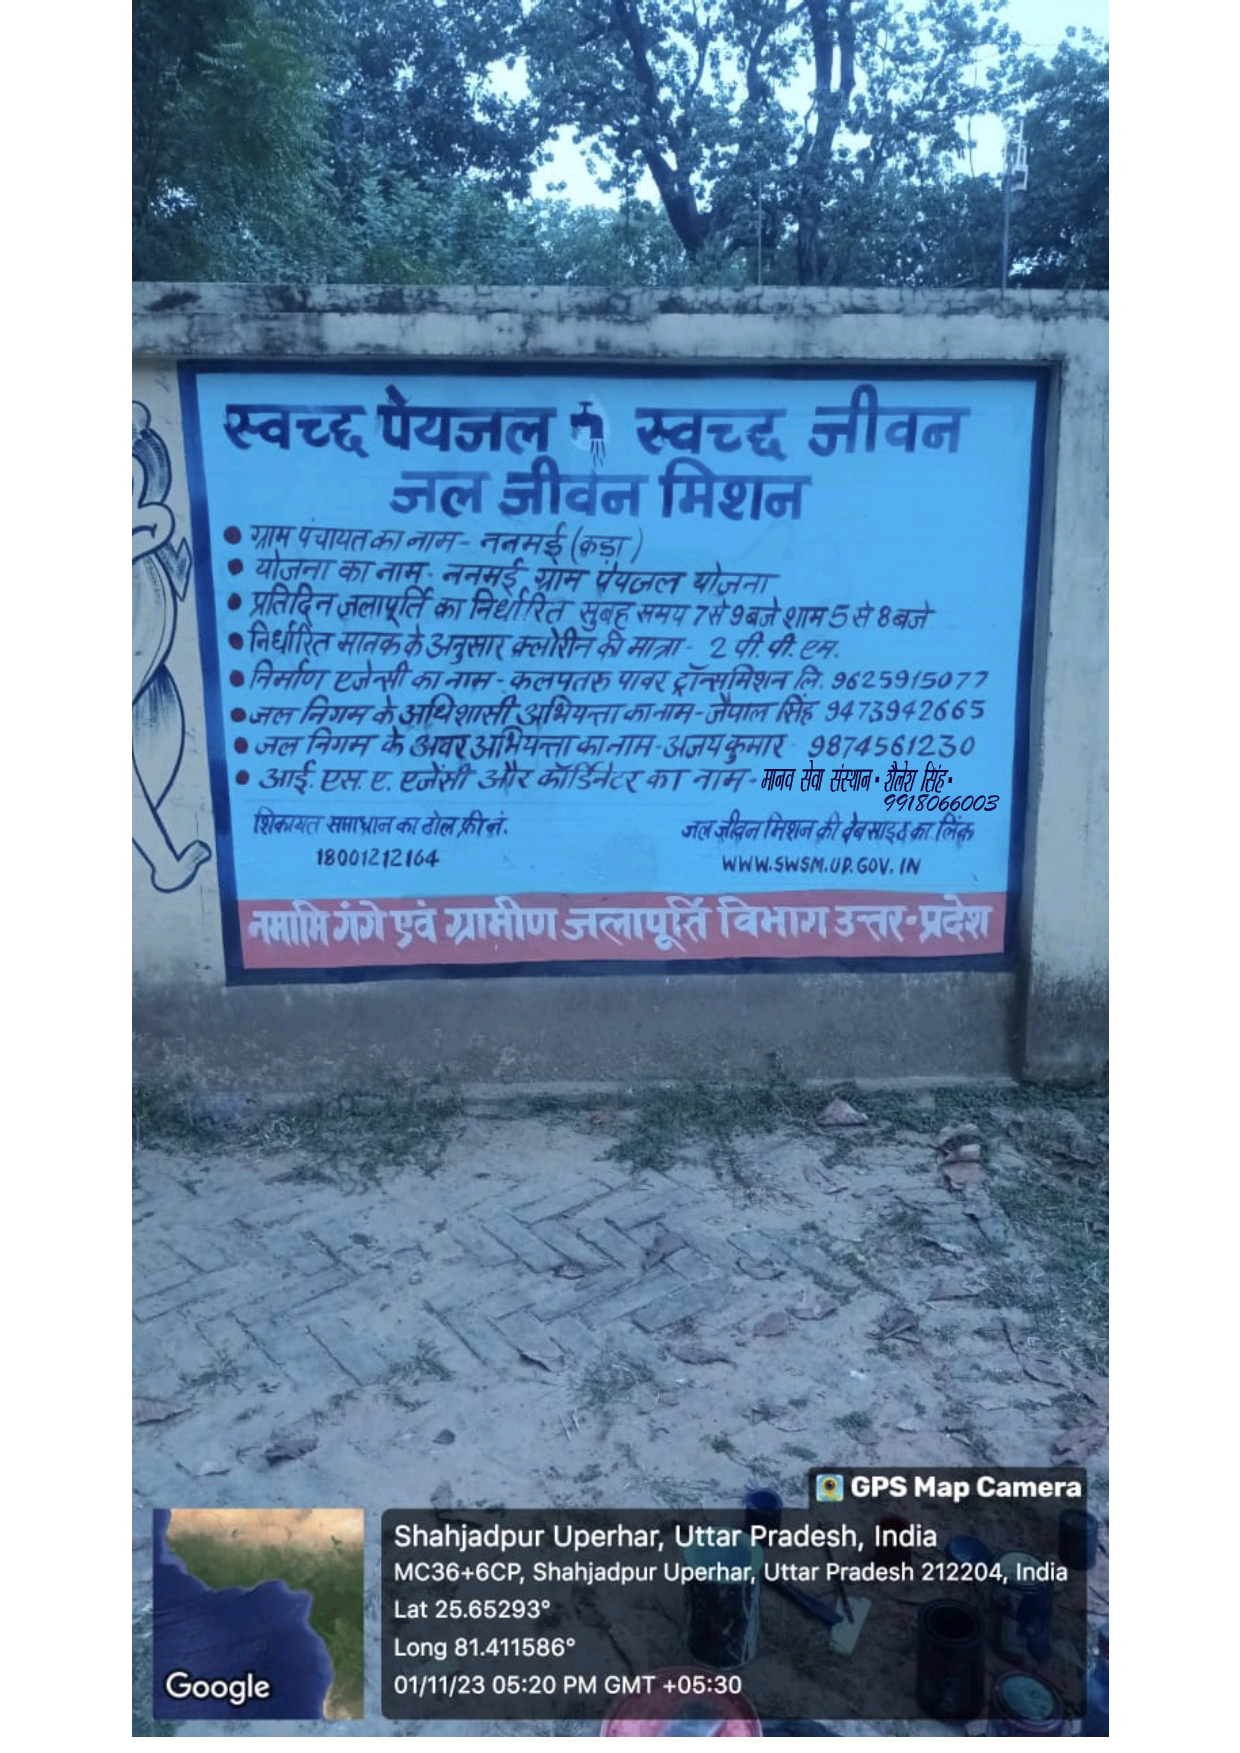 स्वच्छ पेयजल स्वच्छ जीवन
जल जीवन मिशन
• ग्राम पंचायत का नाम - ननमई (कडा)
• योजना का नाम - ननमई ग्राम पेयजल योजना
• प्रतिदिन जलापूर्ति का निर्धारित सुबह समय 7 से 9 बजे शाम 5 से 8 बजे
• निर्धारित मानक के अनुसार क्लोरीन की मात्रा - 2 पी.पी.एम.
• निर्माण एजेन्सी का नाम - कलपतरु पावर ट्रॉन्समिशन लि. 9625915077
• जल निगम के अधिशासी अभियन्ता का नाम - जैपाल सिंह 9473942665
• जल निगम के अवर अभियन्ता का नाम - अजय कुमार 9874561230
• आई. एस. ए. एजेंसी और कॉर्डिनेटर का नाम - मानव सेवा संस्थान • शैलेश सिंह •
9918066003
शिकायत समाधान का टोल फ्री नं. जल जीवन मिशन की वेबसाइट का लिंक
18001212164 WWW.SWSM.UP.GOV.IN
नमामि गंगे एवं ग्रामीण जलापूर्ति विभाग उत्तर-प्रदेश
GPS Map Camera
Shahjadpur Uperhar, Uttar Pradesh, India
MC36+6CP, Shahjadpur Uperhar, Uttar Pradesh 212204, India
Lat 25.65293°
Long 81.411586°
01/11/23 05:20 PM GMT +05:30
Google